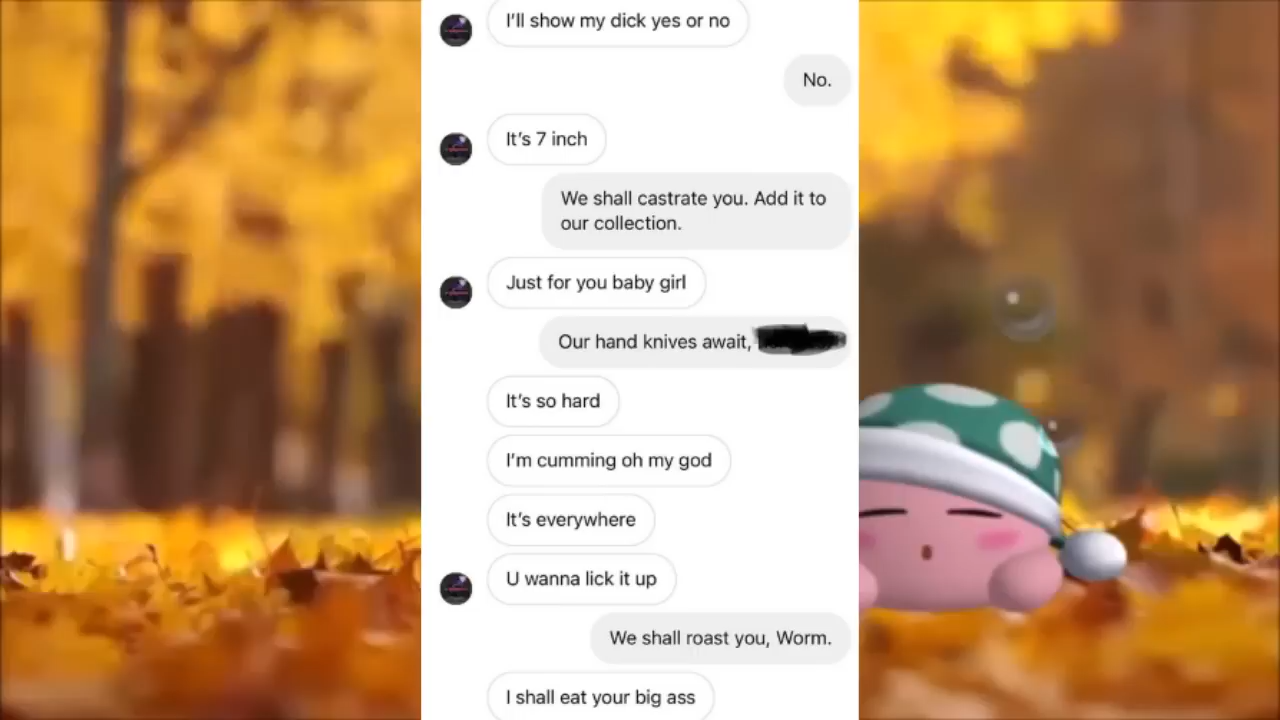 I'll show my dick yes or no
No.
It's 7 inch
We shall castrate you. Add it to
our collection.
Just for you baby girl
Our hand knives await,
It's so hard
I'm cumming oh my god
It's everywhere
U wanna lick it up
We shall roast you, Worm.
I shall eat your big ass